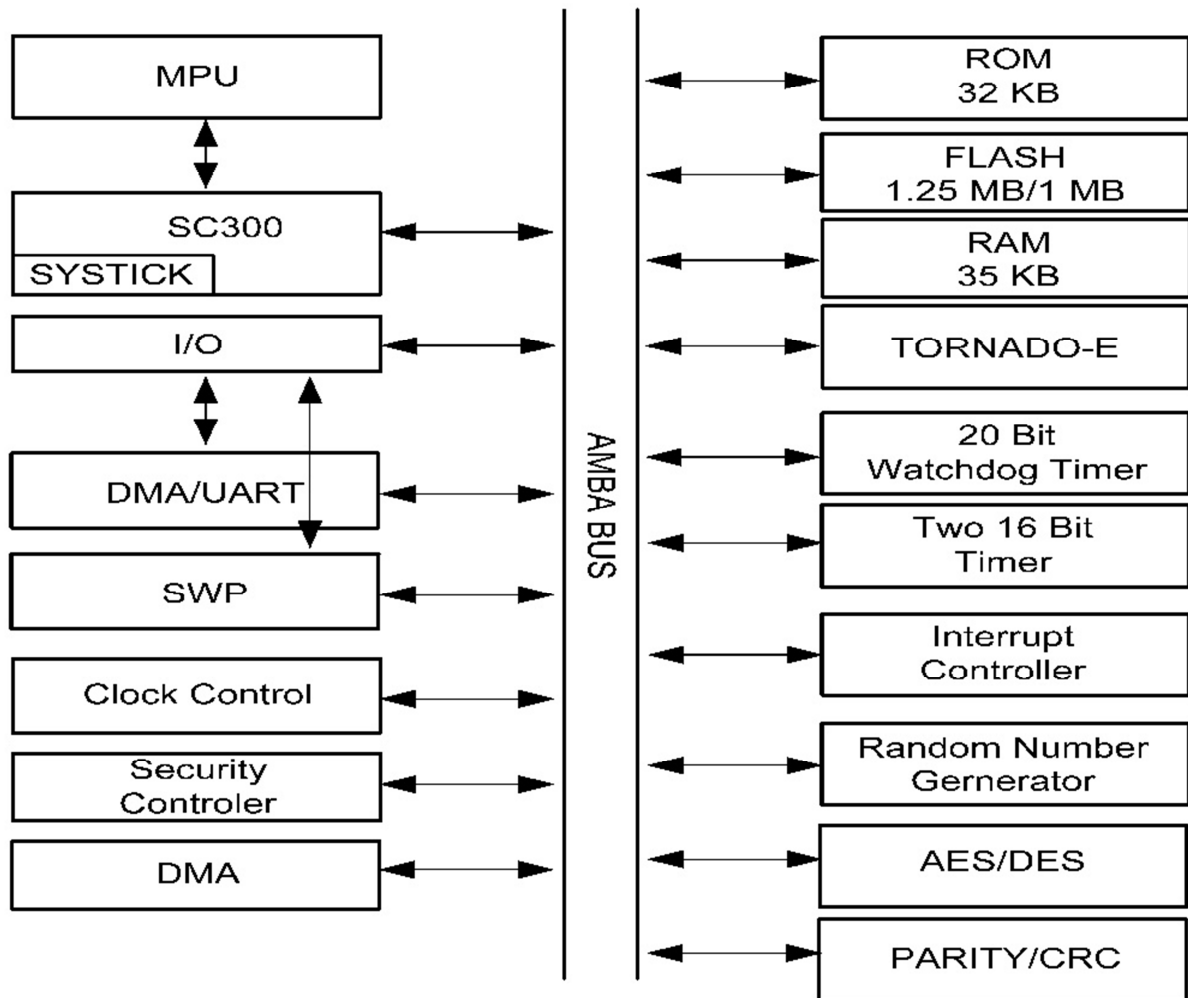 MPU
SC300
SYSTICK
I/O
DMA/UART
SWP
Clock Control
Security
Controler
DMA
AMBA BUS
ROM
32 KB
FLASH
1.25 MB/1 MB
RAM
35 KB
TORNADO-E
20 Bit
Watchdog Timer
Two 16 Bit
Timer
Interrupt
Controller
Random Number
Gernerator
AES/DES
PARITY/CRC